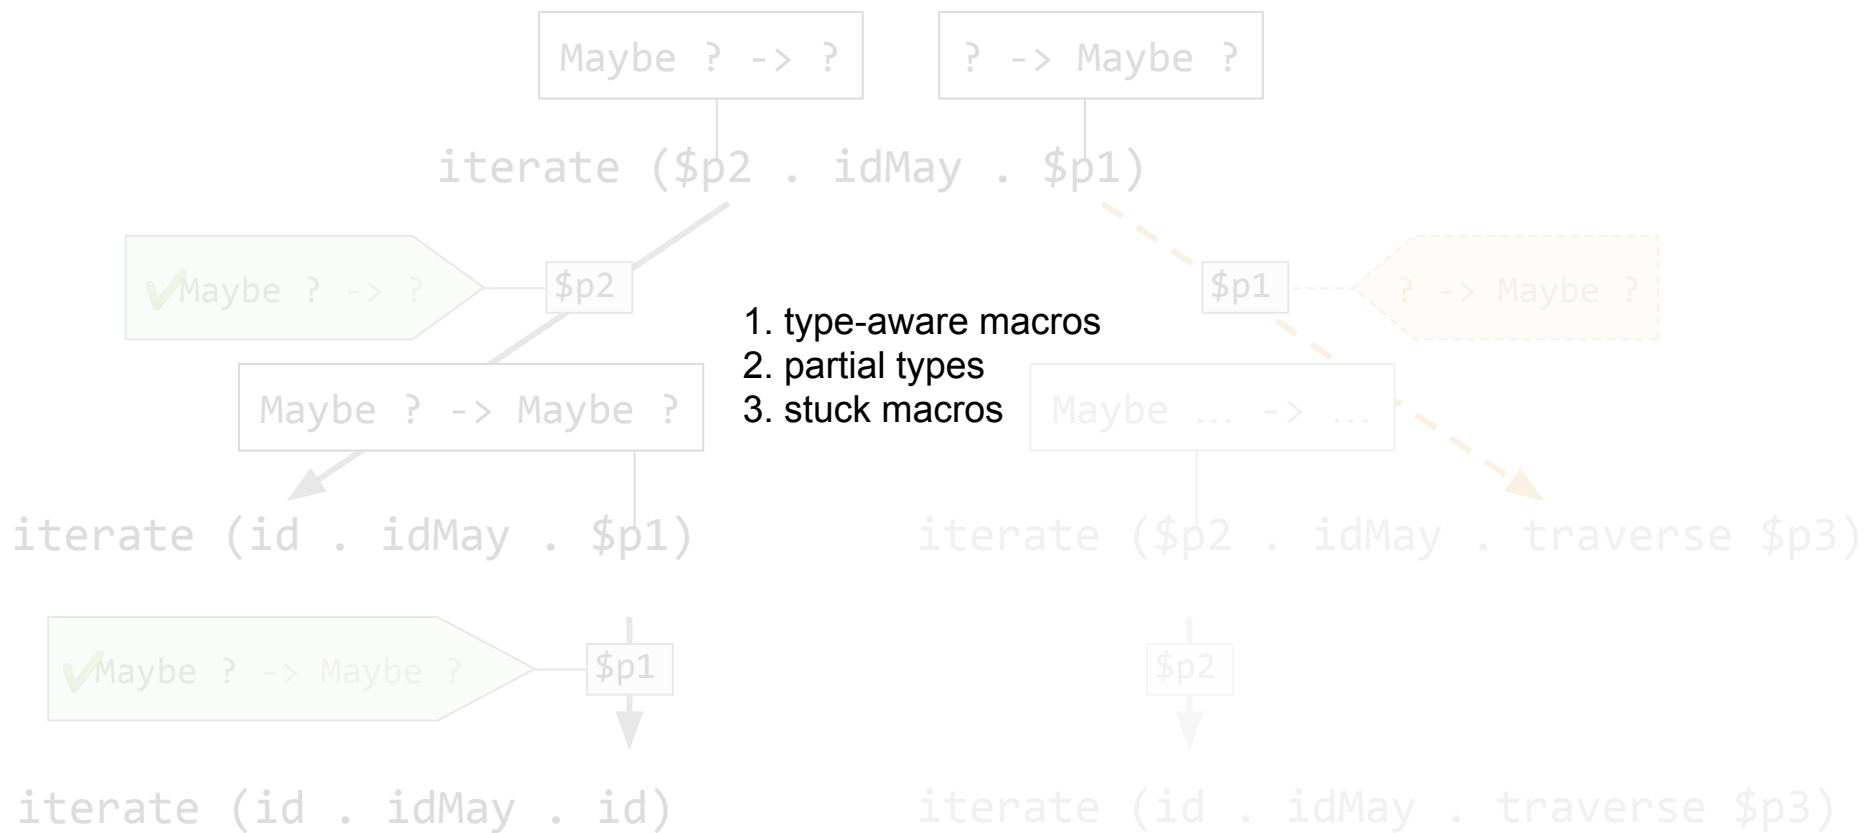 Maybe ? -> ?
? -> Maybe ?
iterate ($p2 . idMay . $p1)
✔Maybe ? -> ?
$p2
$p1
? -> Maybe ?
1. type-aware macros
2. partial types
3. stuck macros
Maybe ? -> Maybe ?
Maybe … -> …
iterate (id . idMay . $p1)
iterate ($p2 . idMay . traverse $p3)
✔Maybe ? -> Maybe ?
$p1
$p2
iterate (id . idMay . id)
iterate (id . idMay . traverse $p3)